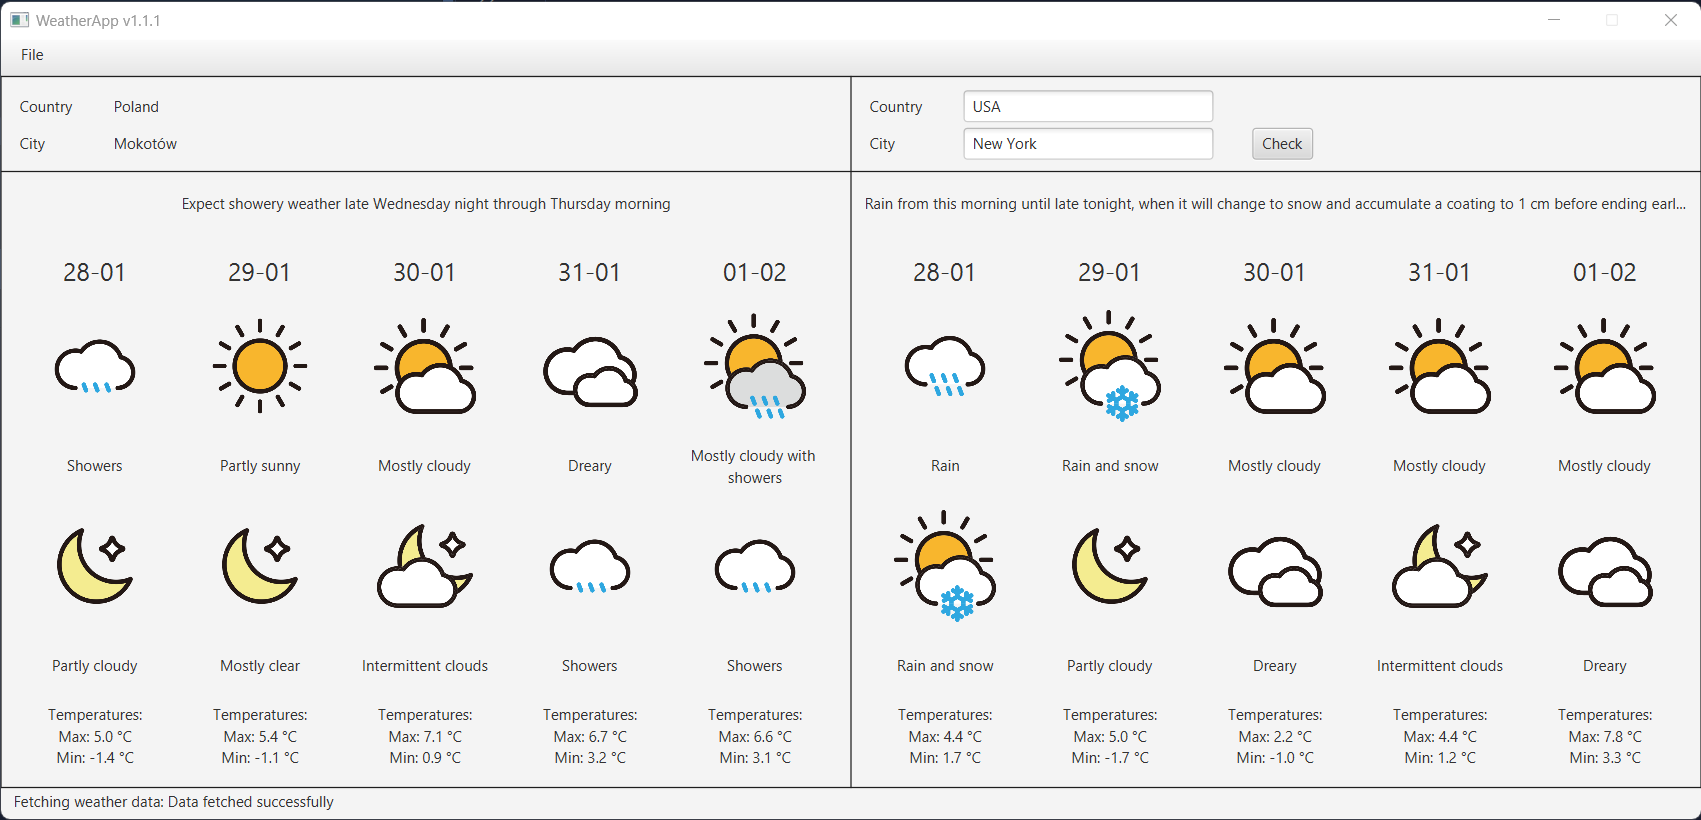 WeatherApp v1.1.1
File
Country Poland
City Mokotów
Country USA
City New York Check
Expect showery weather late Wednesday night through Thursday morning
28-01 29-01 30-01 31-01 01-02
Showers Partly sunny Mostly cloudy Dreary Mostly cloudy with
showers
Partly cloudy Mostly clear Intermittent clouds Showers Showers
Temperatures: Temperatures: Temperatures: Temperatures: Temperatures:
Max: 5.0 °C Max: 5.4 °C Max: 7.1 °C Max: 6.7 °C Max: 6.6 °C
Min: -1.4 °C Min: -1.1 °C Min: 0.9 °C Min: 3.2 °C Min: 3.1 °C
Rain from this morning until late tonight, when it will change to snow and accumulate a coating to 1 cm before ending earl...
28-01 29-01 30-01 31-01 01-02
Rain Rain and snow Mostly cloudy Mostly cloudy Mostly cloudy
Rain and snow Partly cloudy Dreary Intermittent clouds Dreary
Temperatures: Temperatures: Temperatures: Temperatures: Temperatures:
Max: 4.4 °C Max: 5.0 °C Max: 2.2 °C Max: 4.4 °C Max: 7.8 °C
Min: 1.7 °C Min: -1.7 °C Min: -1.0 °C Min: 1.2 °C Min: 3.3 °C
Fetching weather data: Data fetched successfully